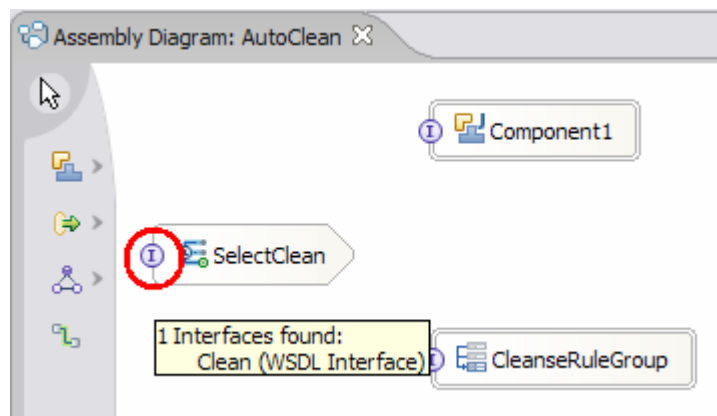 Assembly Diagram: AutoClean
I Component1
I SelectClean
1 Interfaces found:
Clean (WSDL Interface)
CleanseRuleGroup